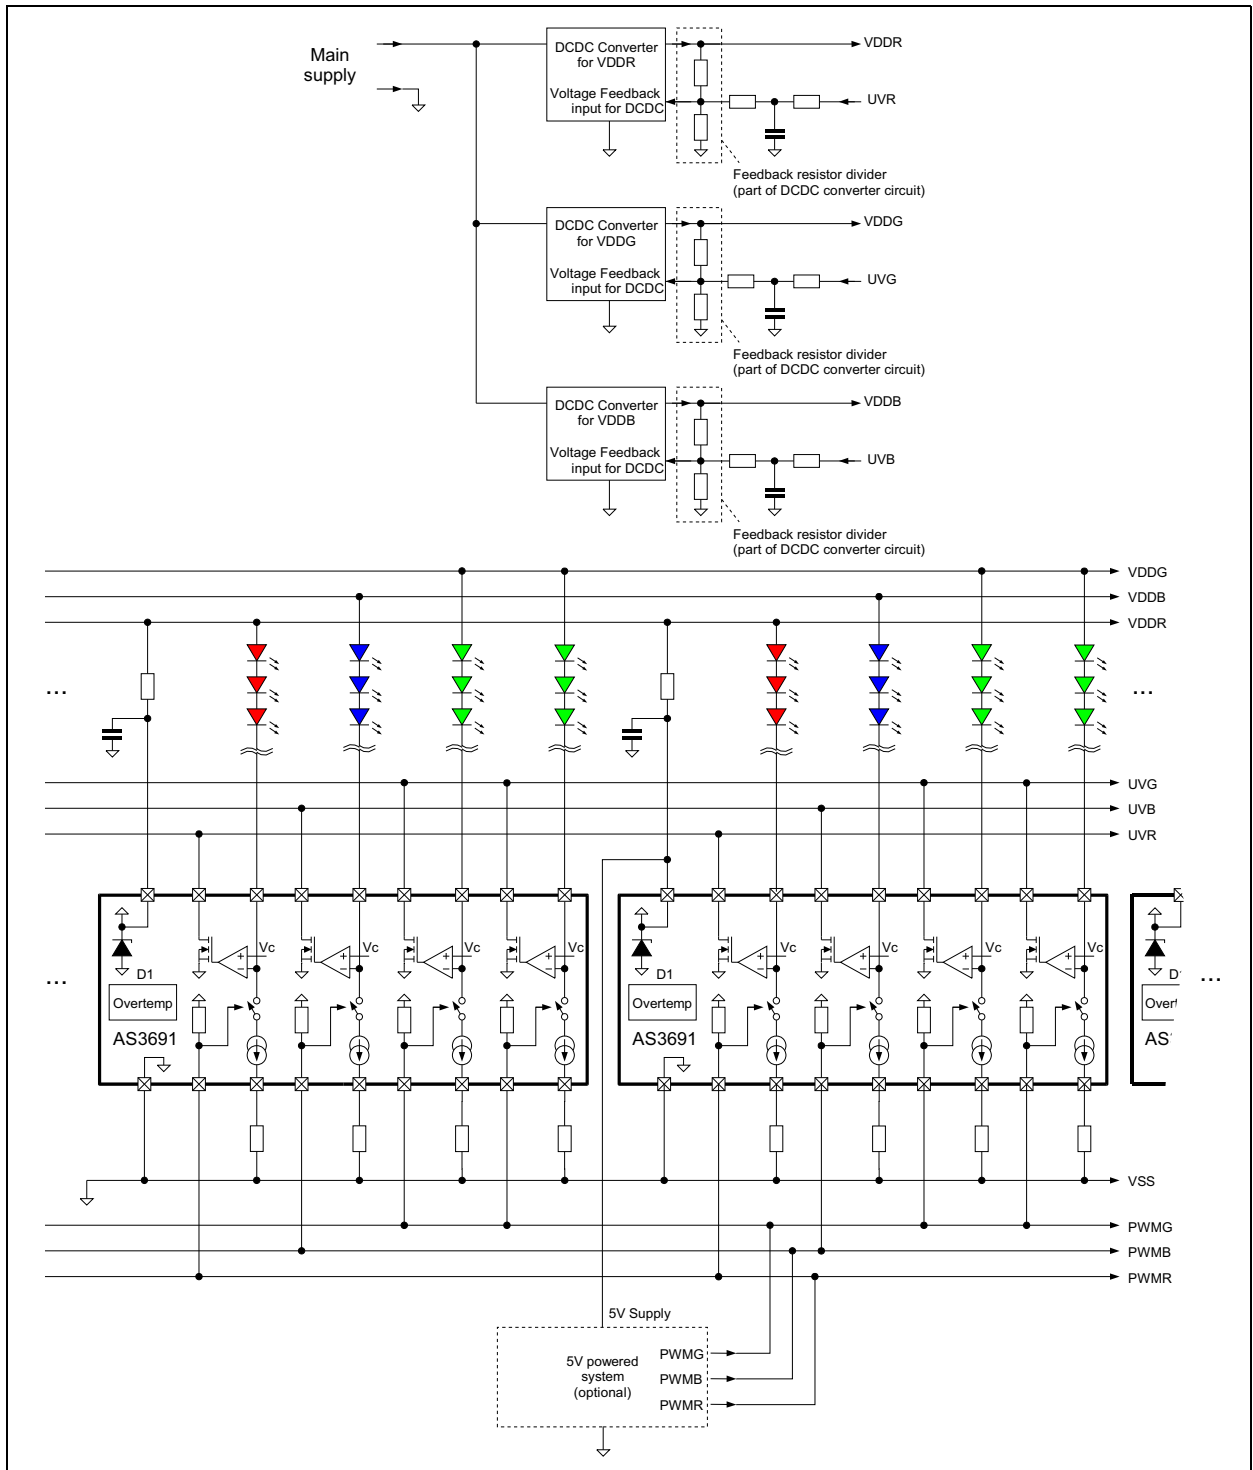 Main
supply
DCDC Converter
for VDDR
Voltage Feedback
input for DCDC
VDDR
UVR
Feedback resistor divider
(part of DCDC converter circuit)
DCDC Converter
for VDDG
Voltage Feedback
input for DCDC
VDDG
UVG
Feedback resistor divider
(part of DCDC converter circuit)
DCDC Converter
for VDDB
Voltage Feedback
input for DCDC
VDDB
UVB
Feedback resistor divider
(part of DCDC converter circuit)
VDDG
VDDB
VDDR
...
...
UVG
UVB
UVR
Vc
Vc
Vc
Vc
Vc
Vc
Vc
Vc
D1
D1
D
...
...
Overtemp
Overtemp
Over
AS3691
AS3691
AS
VSS
PWMG
PWMB
PWMR
5V Supply
5V powered
system
(optional)
PWMG
PWMB
PWMR